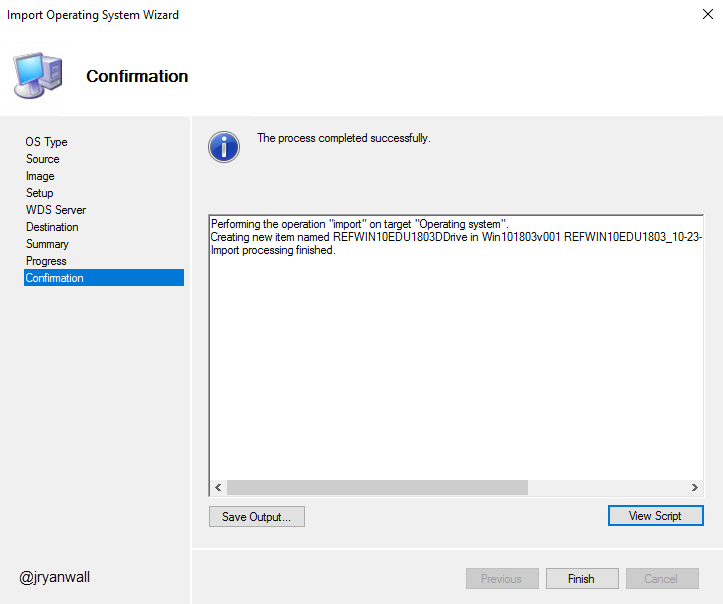 Import Operating System Wizard
Confirmation
OS Type
Source
Image
Setup
WDS Server
Destination
Summary
Progress
Confirmation
The process completed successfully.
Performing the operation "import" on target "Operating system".
Creating new item named REFWIN10EDU1803DDrive in Win101803v001 REFWIN10EDU1803_10-23-
Import processing finished.
Save Output...
View Script
@jryanwall
Previous
Finish
Cancel